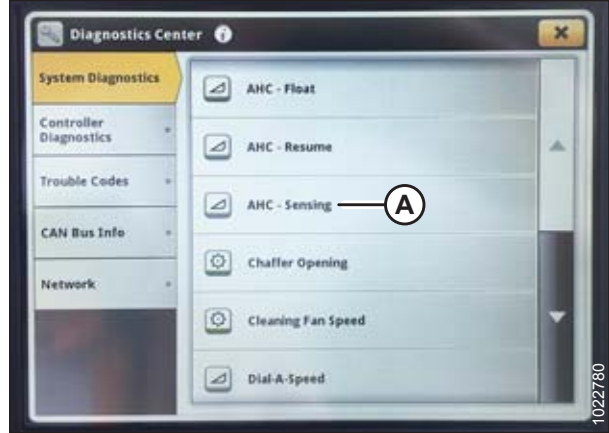 Diagnostics Center
System Diagnostics
Controller
Diagnostics
Trouble Codes
CAN Bus Info
Network
AHC - Float
AHC - Resume
AHC - Sensing
A
Chaffer Opening
Cleaning Fan Speed
Dial-A-Speed
1022780